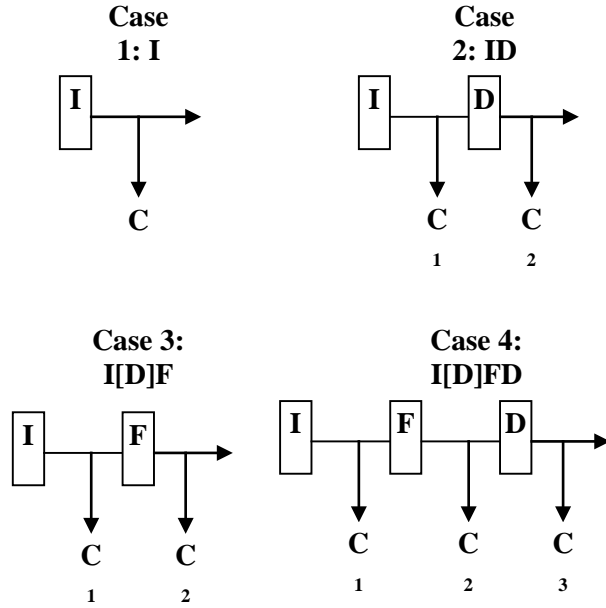 Case
1: I
I
C
Case
2: ID
I D
C C
1 2
Case 3:
I[D]F
I F
C C
1 2
Case 4:
I[D]FD
I F D
C C C
1 2 3